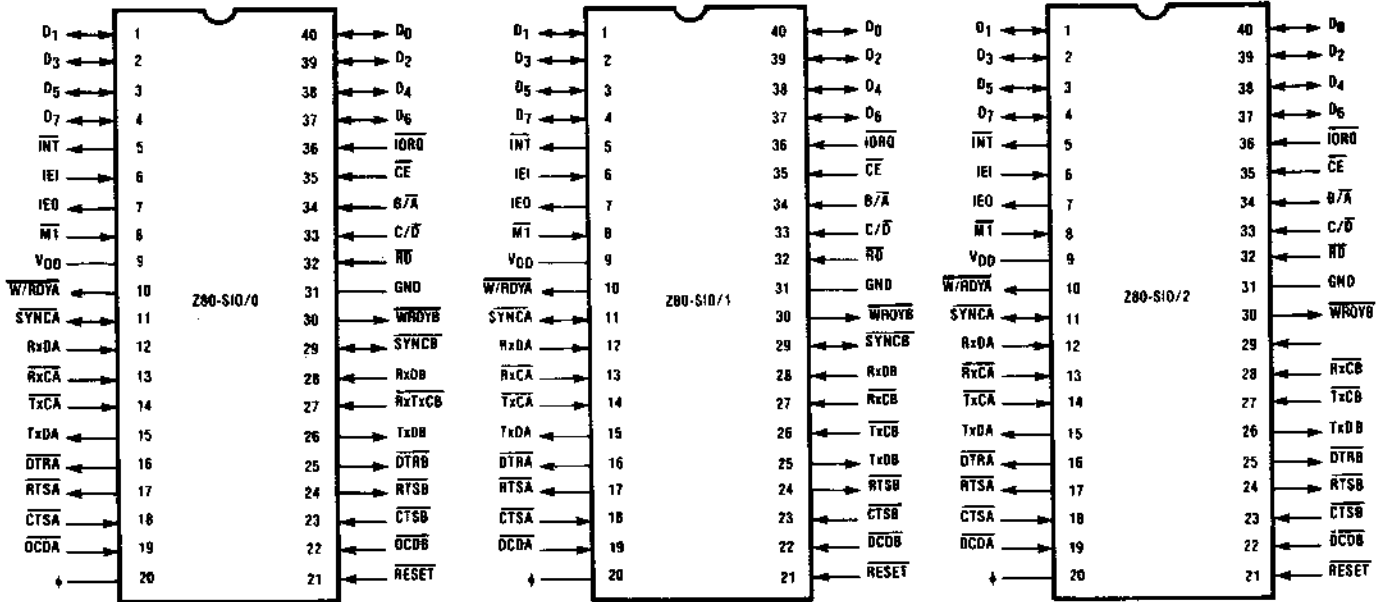 D1 1 40 D0
D3 2 39 D2
D5 3 38 D4
D7 4 37 D6
INT 5 36 IORQ
IEI 6 35 CE
IEO 7 34 B/A
M1 8 33 C/D
VDD 9 32 RD
W/RDYA 10 Z80-SIO/0 31 GND
SYNCA 11 30 WRDYB
RxDA 12 29 SYNCB
RxCA 13 28 RxDB
TxCA 14 27 RxTxCB
TxDA 15 26 TxDB
DTRA 16 25 DTRB
RTSA 17 24 RTSB
CTSA 18 23 CTSB
DCDA 19 22 DCDB
ϕ 20 21 RESET
D1 1 40 D0
D3 2 39 D2
D5 3 38 D4
D7 4 37 D6
INT 5 36 IORQ
IEI 6 35 CE
IEO 7 34 B/A
M1 8 33 C/D
VDD 9 32 RD
W/RDYA 10 Z80-SIO/1 31 GND
SYNCA 11 30 WRDYB
RxDA 12 29 SYNCB
RxCA 13 28 RxDB
TxCA 14 27 RxCB
TxDA 15 26 TxCB
DTRA 16 25 TxDB
RTSA 17 24 RTSB
CTSA 18 23 CTSB
DCDA 19 22 DCDB
ϕ 20 21 RESET
D1 1 40 D0
D3 2 39 D2
D5 3 38 D4
D7 4 37 D6
INT 5 36 IORQ
IEI 6 35 CE
IEO 7 34 B/A
M1 8 33 C/D
VDD 9 32 RD
W/RDYA 10 Z80-SIO/2 31 GND
SYNCA 11 30 WRDYB
RxDA 12 29
RxCA 13 28 RxCB
TxCA 14 27 TxCB
TxDA 15 26 TxDB
DTRA 16 25 DTRB
RTSA 17 24 RTSB
CTSA 18 23 CTSB
DCDA 19 22 DCDB
ϕ 20 21 RESET